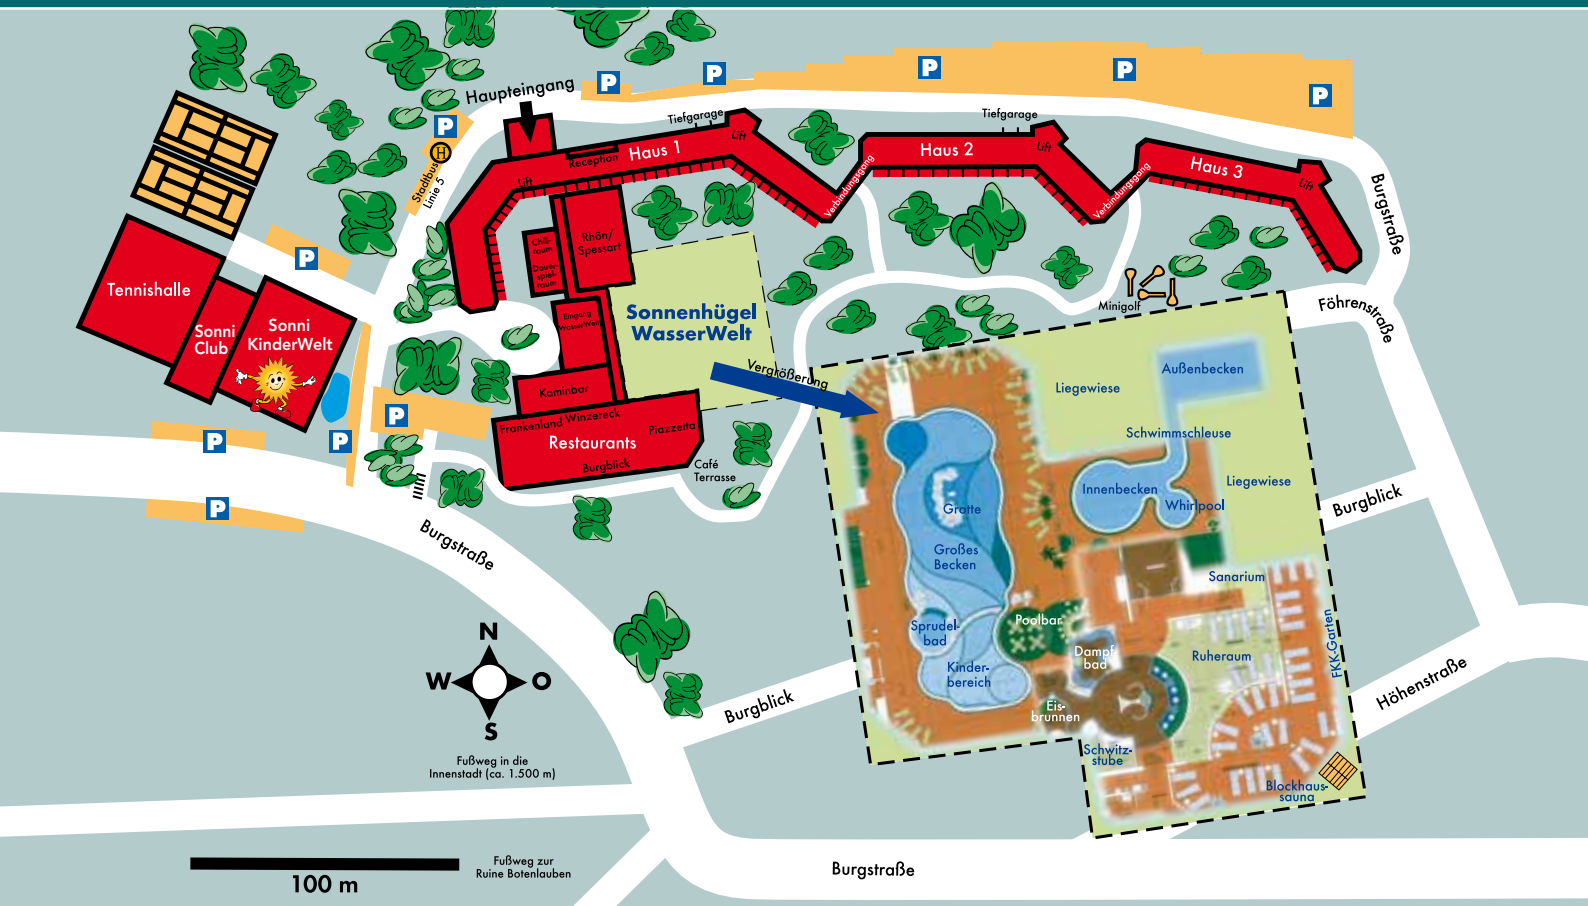 P
P
P
P
P
Haupteingang
Tiefgarage
Tiefgarage
P
H
Stadtbus
Linie 5
Reception
Haus 1
Lift
Lift
Haus 2
Lift
Haus 3
Lift
Verbindungsgang
Verbindungsgang
Burgstraße
P
Rhön/
Spessart
Chill-
raum
Dauer-
spiel-
raum
Tennishalle
Sonni
Club
Sonni
KinderWelt
Eingang
WasserWelt
Sonnenhügel
WasserWelt
Minigolf
Föhrenstraße
Vergrößerung
Kaminbar
Frankenland
Winzereck
Piazzetta
Restaurants
Burgblick
Café
Terrasse
P
P
P
P
Burgstraße
Außenbecken
Liegewiese
Schwimmschleuse
Liegewiese
Innenbecken
Whirlpool
Grotte
Großes
Becken
Burgblick
Sanarium
Sprudel-
bad
Poolbar
Dampf
bad
Ruheraum
FKK-Garten
Kinder-
bereich
Eis-
brunnen
Schwitz-
stube
Blockhaus-
sauna
Höhenstraße
Burgblick
N
W
O
S
Fußweg in die
Innenstadt (ca. 1.500 m)
100 m
Fußweg zur
Ruine Botenlauben
Burgstraße